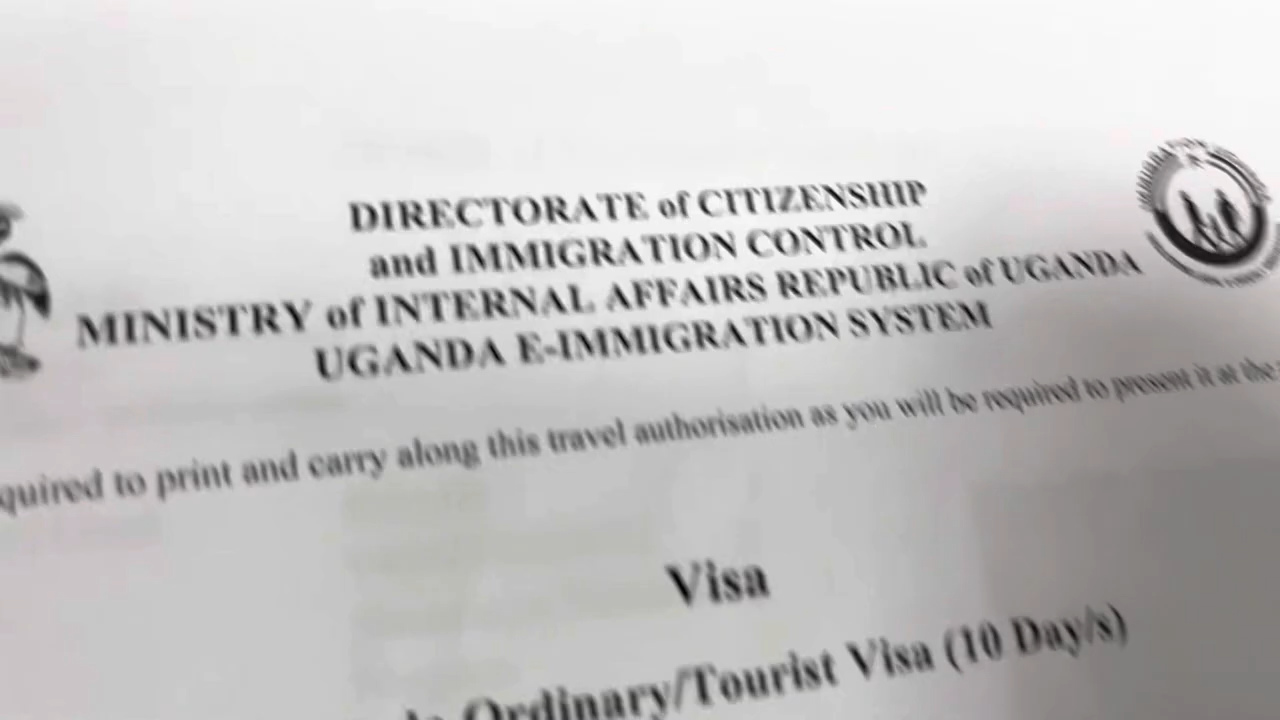 DIRECTORATE of CITIZENSHIP
and IMMIGRATION CONTROL
MINISTRY of INTERNAL AFFAIRS REPUBLIC of UGANDA
UGANDA E-IMMIGRATION SYSTEM
quired to print and carry along this travel authorisation as you will be required to present it at the
Visa
Ordinary/Tourist Visa (10 Day/s)